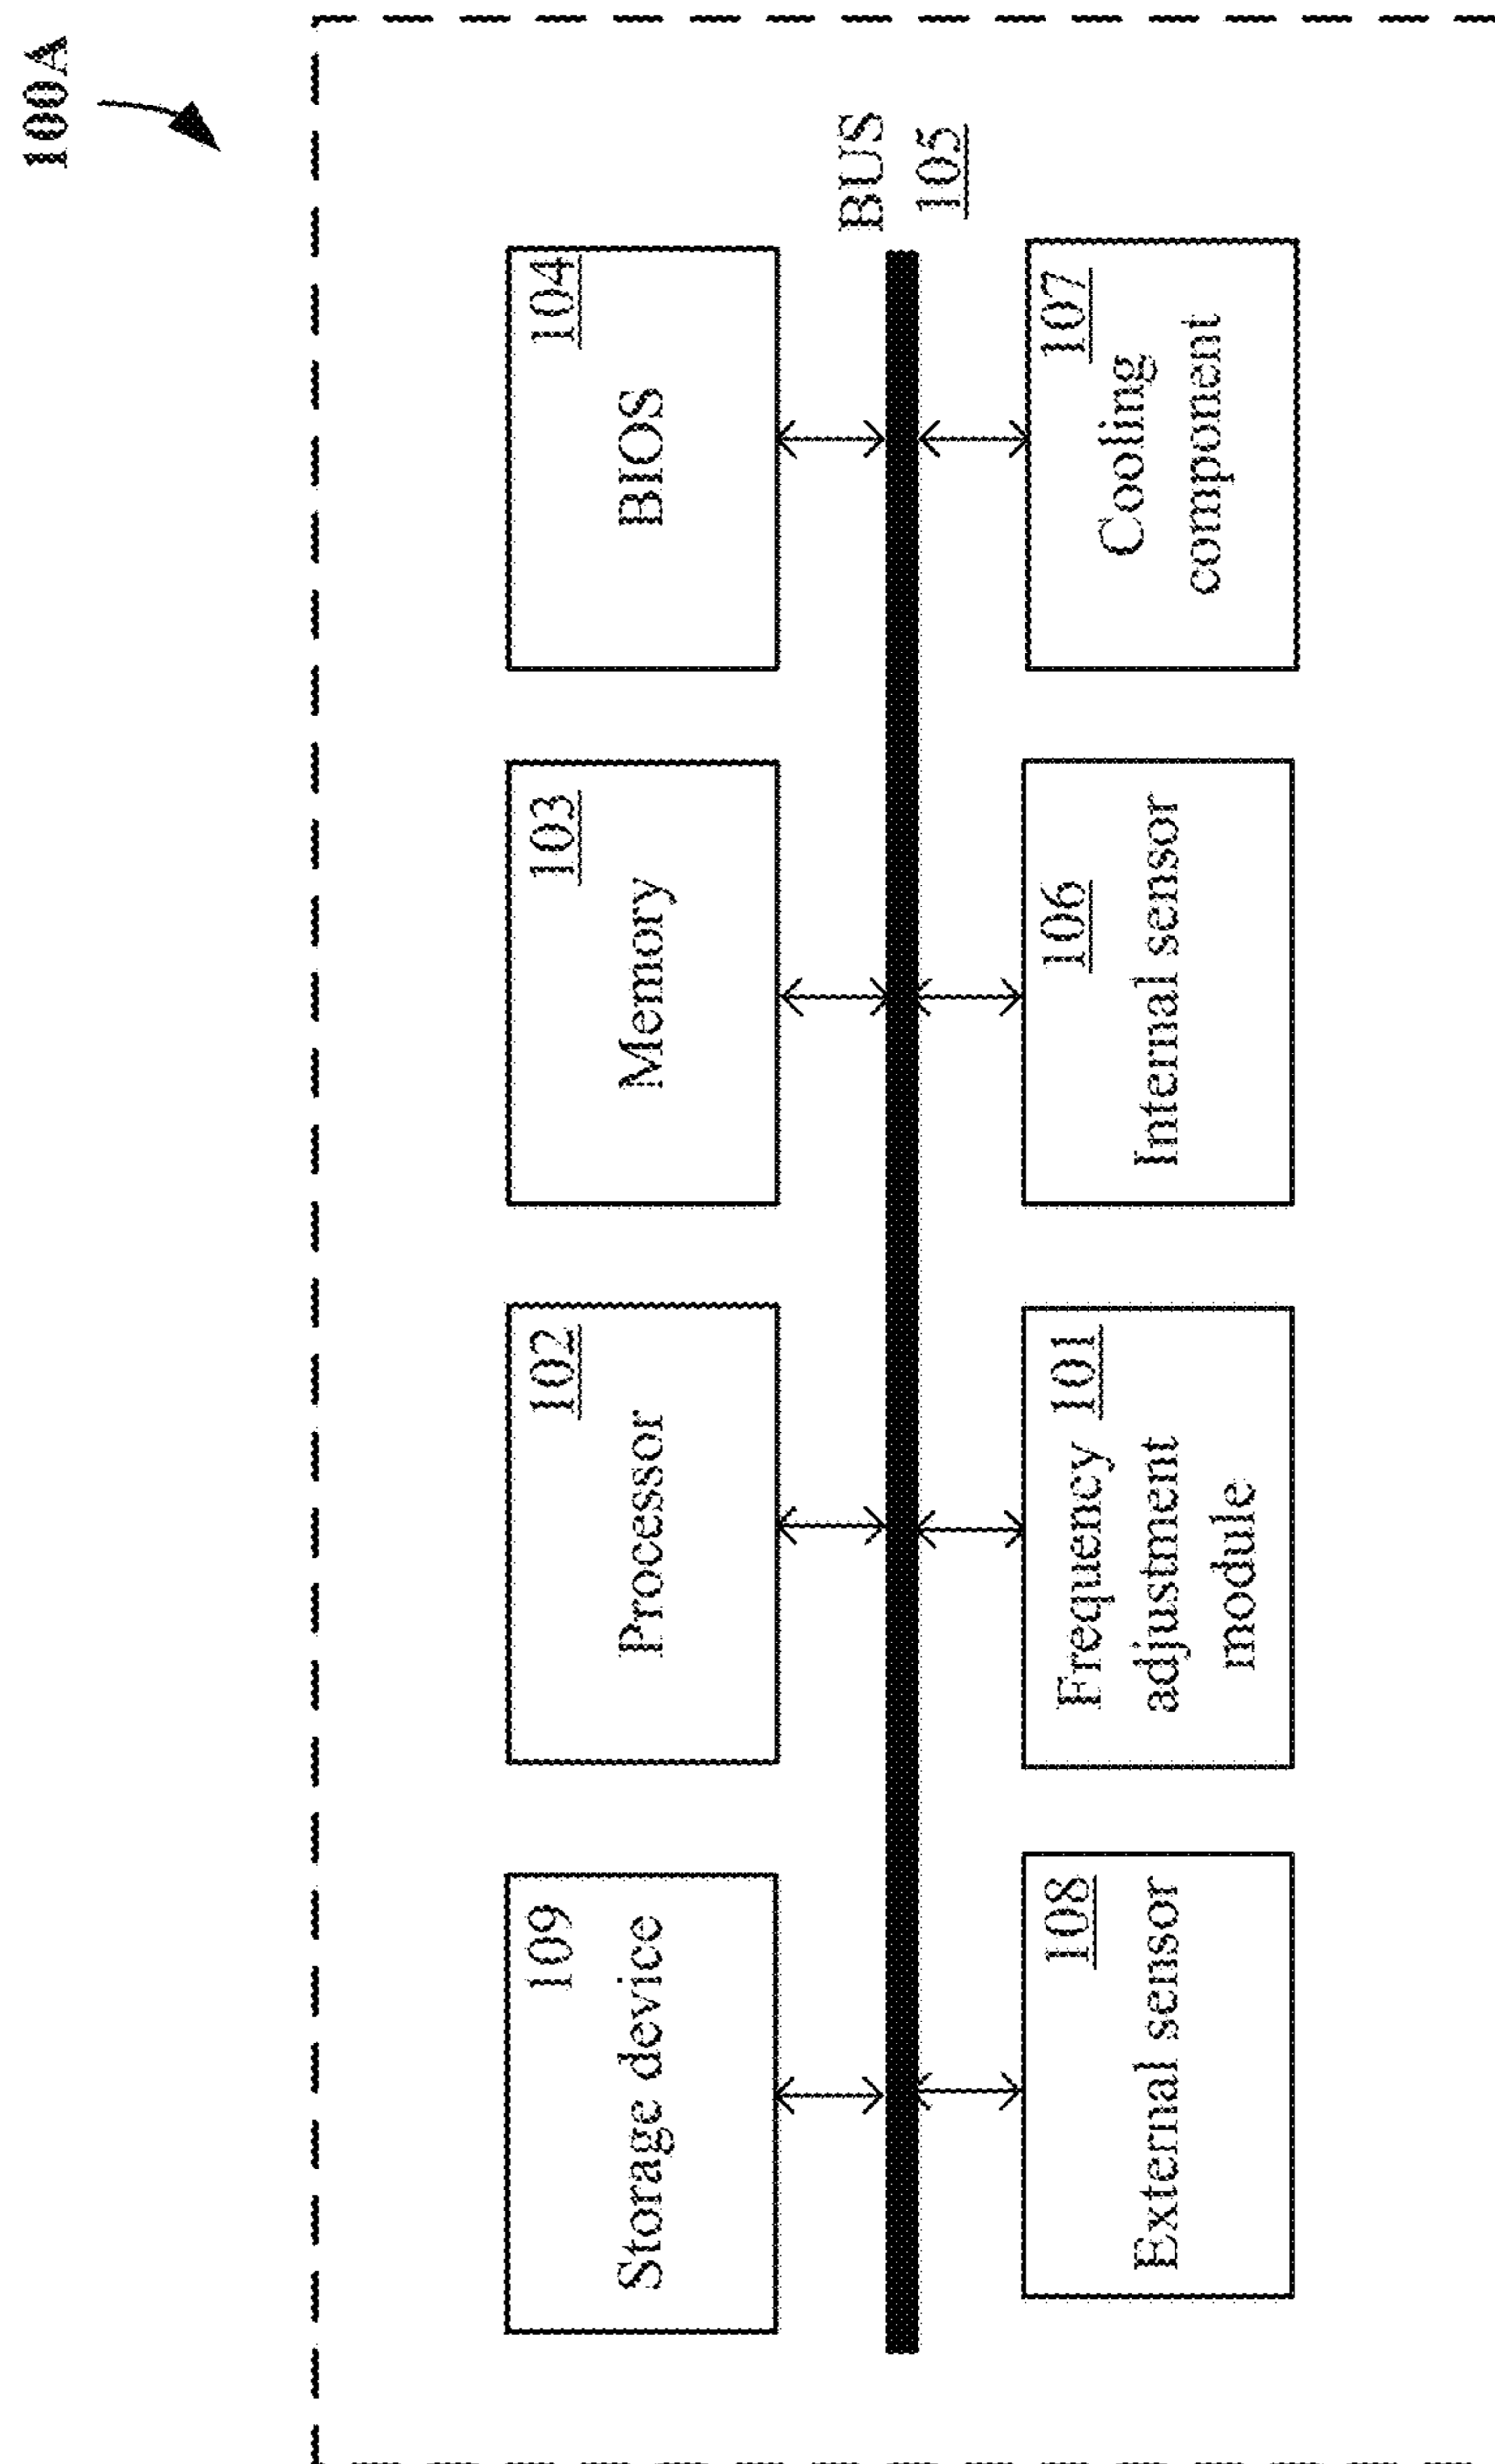 100A
109
Storage device
102
Processor
103
Memory
104
BIOS
BUS
105
108
External sensor
Frequency 101
adjustment
module
106
Internal sensor
107
Cooling
component